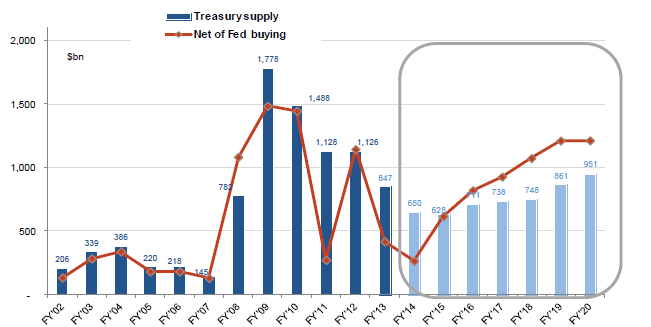 Treasury supply
Net of Fed buying
$bn
2,000
1,500
1,000
500
-
206
339
386
220
218
145
782
1,778
1,488
1,128
1,126
847
650
628
711
738
748
861
951
FY'02
FY'03
FY'04
FY'05
FY'06
FY'07
FY'08
FY'09
FY'10
FY'11
FY'12
FY'13
FY'14
FY'15
FY'16
FY'17
FY'18
FY'19
FY'20